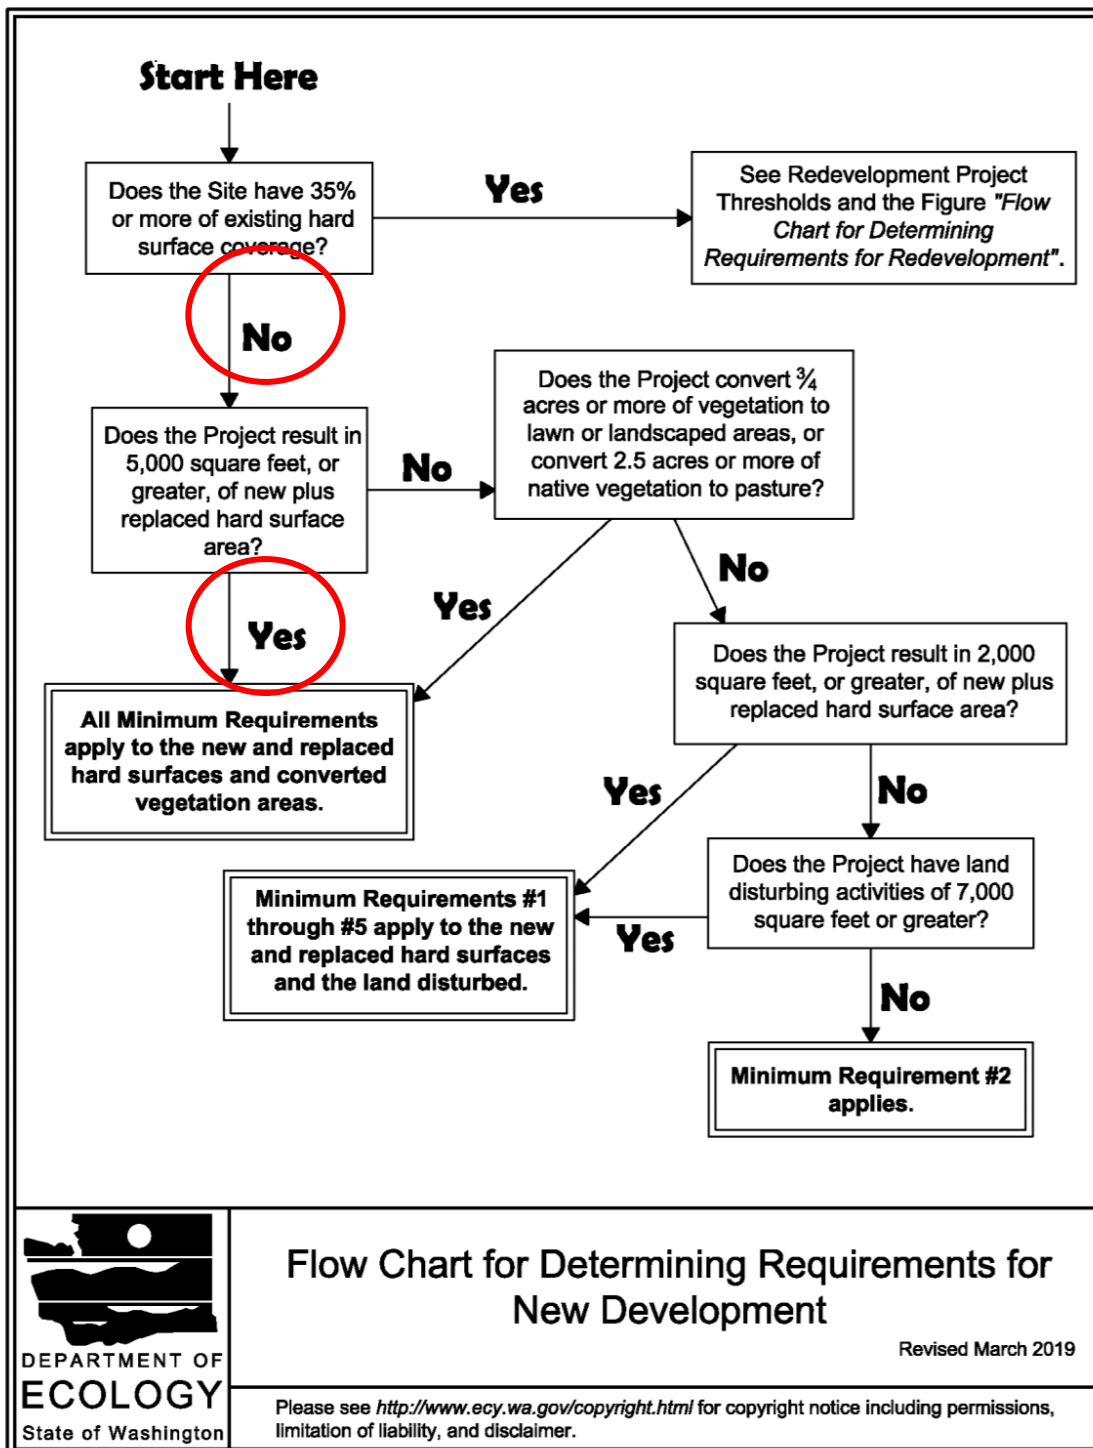 Start Here
Does the Site have 35%
or more of existing hard
surface coverage?
Yes
See Redevelopment Project
Thresholds and the Figure "Flow
Chart for Determining
Requirements for Redevelopment".
No
Does the Project result in
5,000 square feet, or
greater, of new plus
replaced hard surface
area?
No
Does the Project convert ¾
acres or more of vegetation to
lawn or landscaped areas, or
convert 2.5 acres or more of
native vegetation to pasture?
Yes
Yes
No
All Minimum Requirements
apply to the new and replaced
hard surfaces and converted
vegetation areas.
Does the Project result in 2,000
square feet, or greater, of new plus
replaced hard surface area?
Yes
No
Minimum Requirements #1
through #5 apply to the new
and replaced hard surfaces
and the land disturbed.
Yes
Does the Project have land
disturbing activities of 7,000
square feet or greater?
No
Minimum Requirement #2
applies.
DEPARTMENT OF
ECOLOGY
State of Washington
Flow Chart for Determining Requirements for
New Development
Revised March 2019
Please see http://www.ecy.wa.gov/copyright.html for copyright notice including permissions,
limitation of liability, and disclaimer.